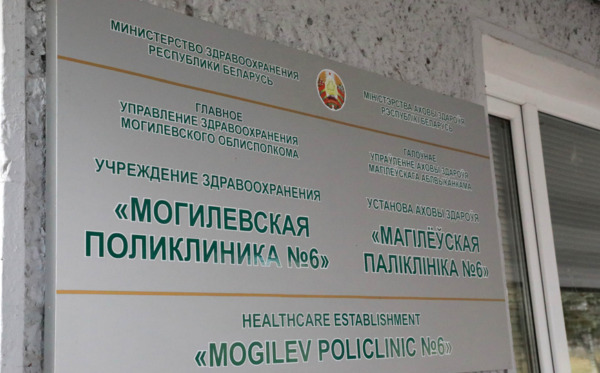 МИНИСТЕРСТВО ЗДРАВООХРАНЕНИЯ
РЕСПУБЛИКИ БЕЛАРУСЬ
ГЛАВНОЕ
УПРАВЛЕНИЕ ЗДРАВООХРАНЕНИЯ
МОГИЛЕВСКОГО ОБЛИСПОЛКОМА
УЧРЕЖДЕНИЕ ЗДРАВООХРАНЕНИЯ
«МОГИЛЕВСКАЯ
ПОЛИКЛИНИКА №6»
МІНІСТЭРСТВА АХОВЫ ЗДАРОЎЯ
РЭСПУБЛІКІ БЕЛАРУСЬ
ГАЛОЎНАЕ
УПРАЎЛЕННЕ АХОВЫ ЗДАРОЎЯ
МАГІЛЁЎСКАГА АБЛВЫКАНКАМА
УСТАНОВА АХОВЫ ЗДАРОЎЯ
«МАГІЛЁЎСКАЯ
ПАЛІКЛІНІКА №6»
HEALTHCARE ESTABLISHMENT
«MOGILEV POLICLINIC №6»